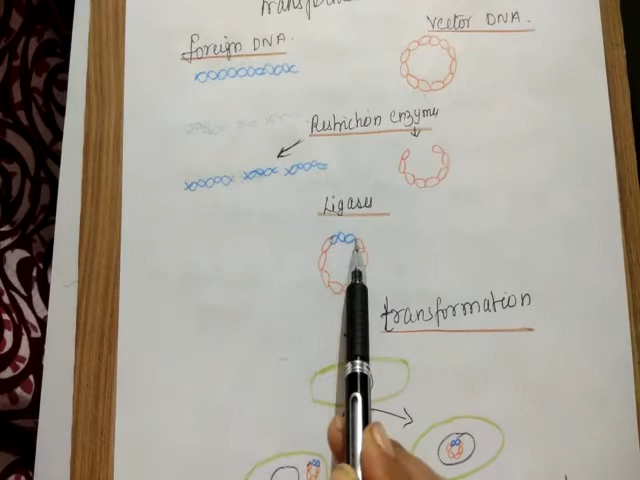 foreign DNA.
Vector DNA.
Restriction enzyme
Ligase
transformation